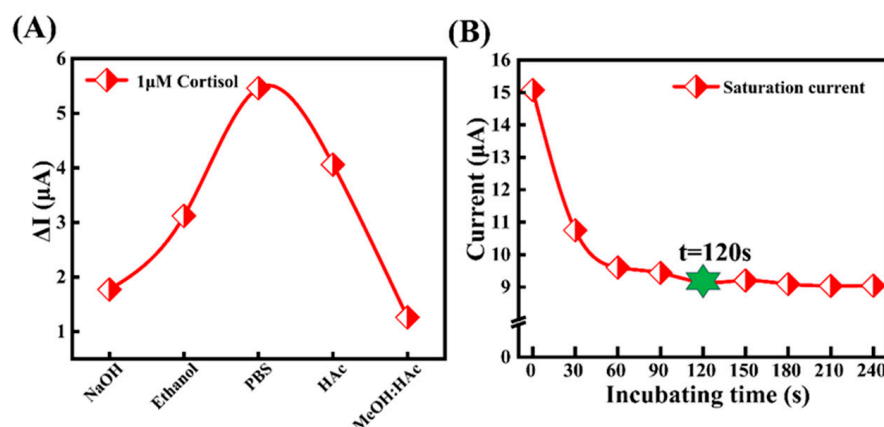 (A)
6
5
4
3
2
1
ΔI (μA)
1μM Cortisol
NaOH
Ethanol
PBS
HAc
MeOH:HAc
(B)
16
15
14
13
12
11
10
9
0
Current (μA)
Saturation current
t=120s
0 30 60 90 120 150 180 210 240
Incubating time (s)